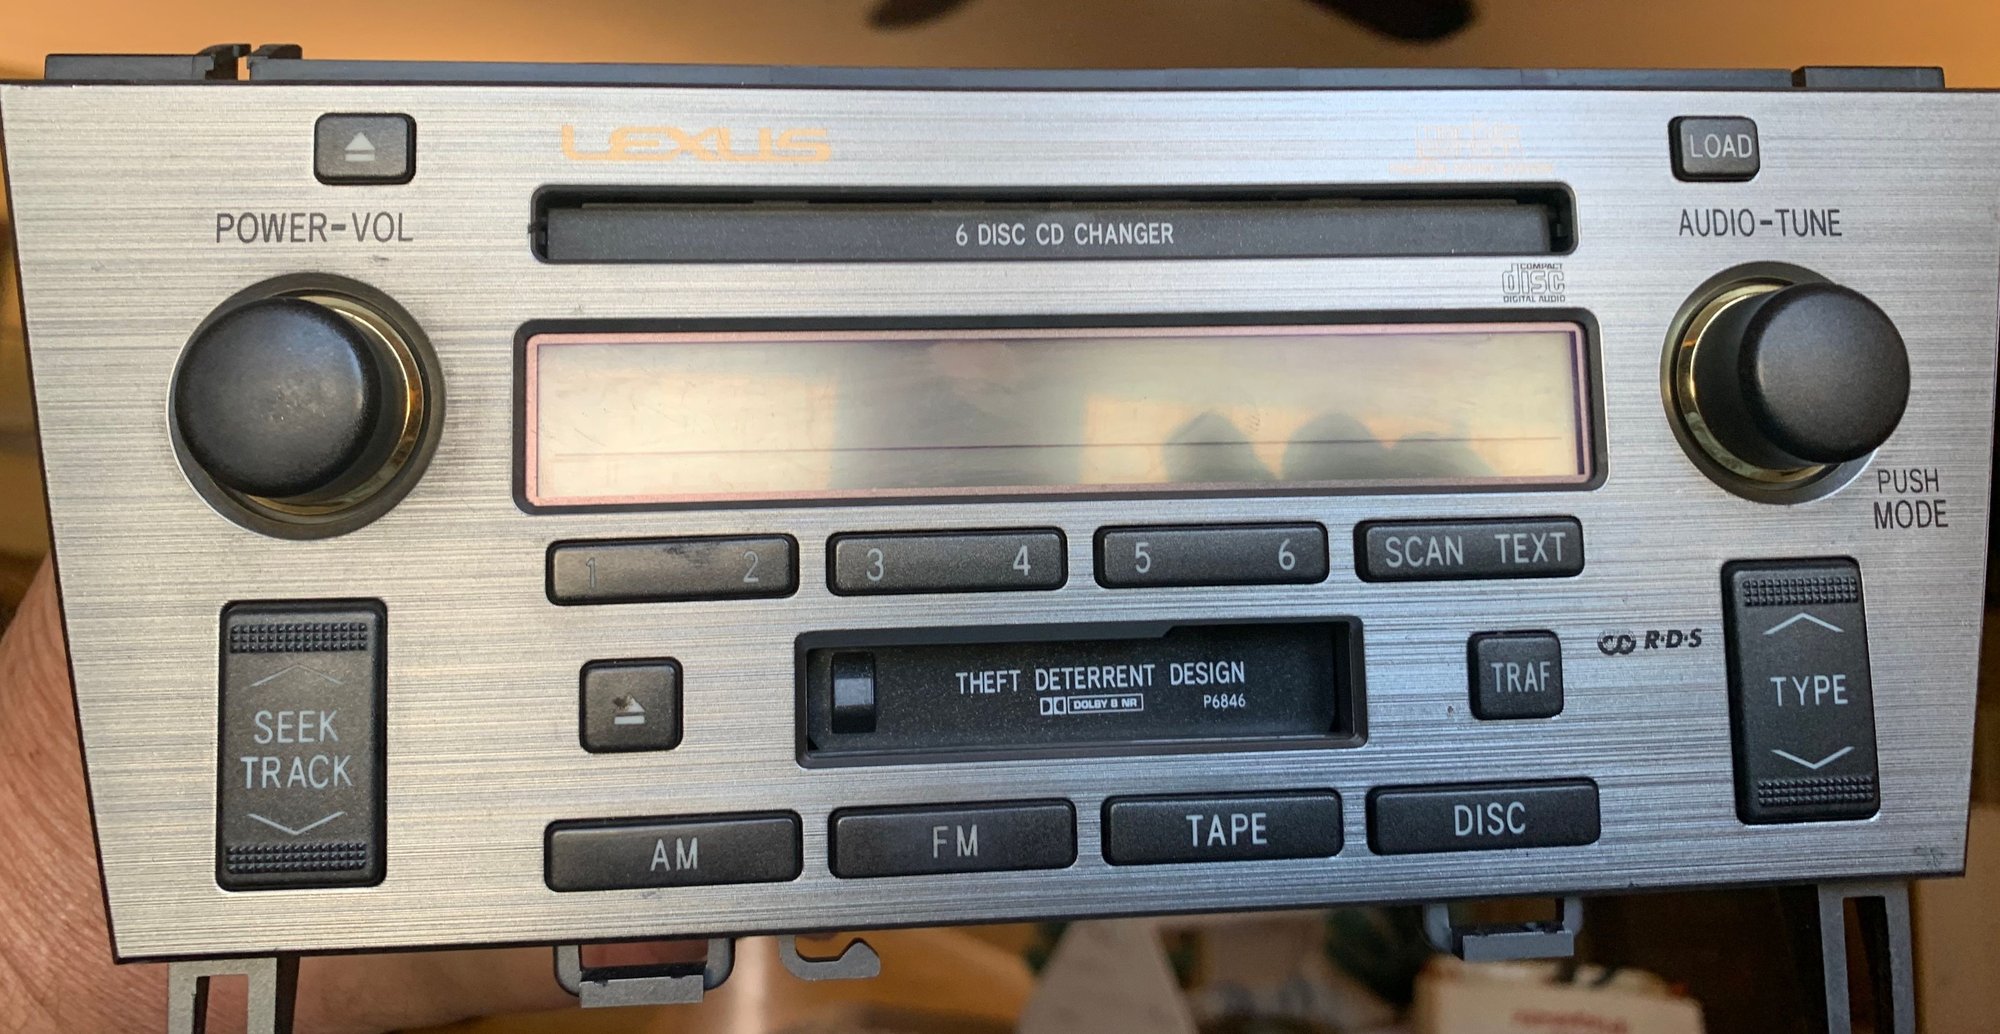 LEXUS
LOAD
POWER-VOL
6 DISC CD CHANGER
AUDIO-TUNE
COMPACT
disc
DIGITAL AUDIO
PUSH
MODE
1 2
3 4
5 6
SCAN TEXT
SEEK
TRACK
THEFT DETERRENT DESIGN
DOLBY B NR P6846
TRAF
R·D·S
TYPE
AM
FM
TAPE
DISC